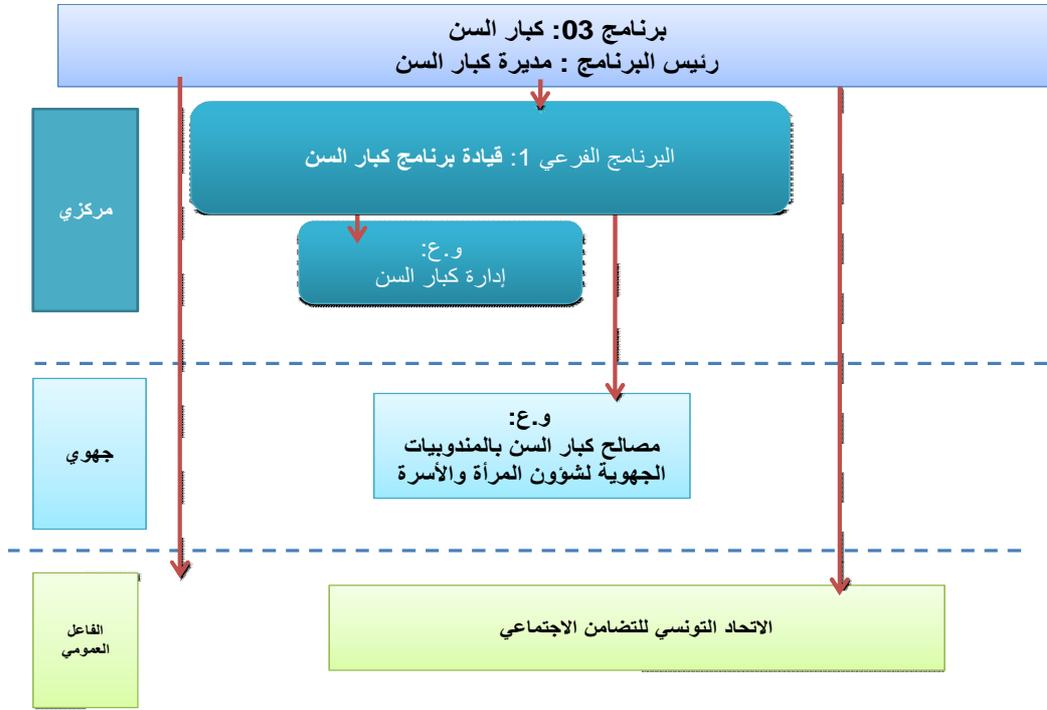 برنامج 03: كبار السن
رئيس البرنامج : مديرة كبار السن
البرنامج الفرعي 1: قيادة برنامج كبار السن
مركزي
و.ع:
إدارة كبار السن
و.ع:
مصالح كبار السن بالمندوبيات
الجهوية لشؤون المرأة والأسرة
جهوي
الاتحاد التونسي للتضامن الاجتماعي
الفاعل
العمومي